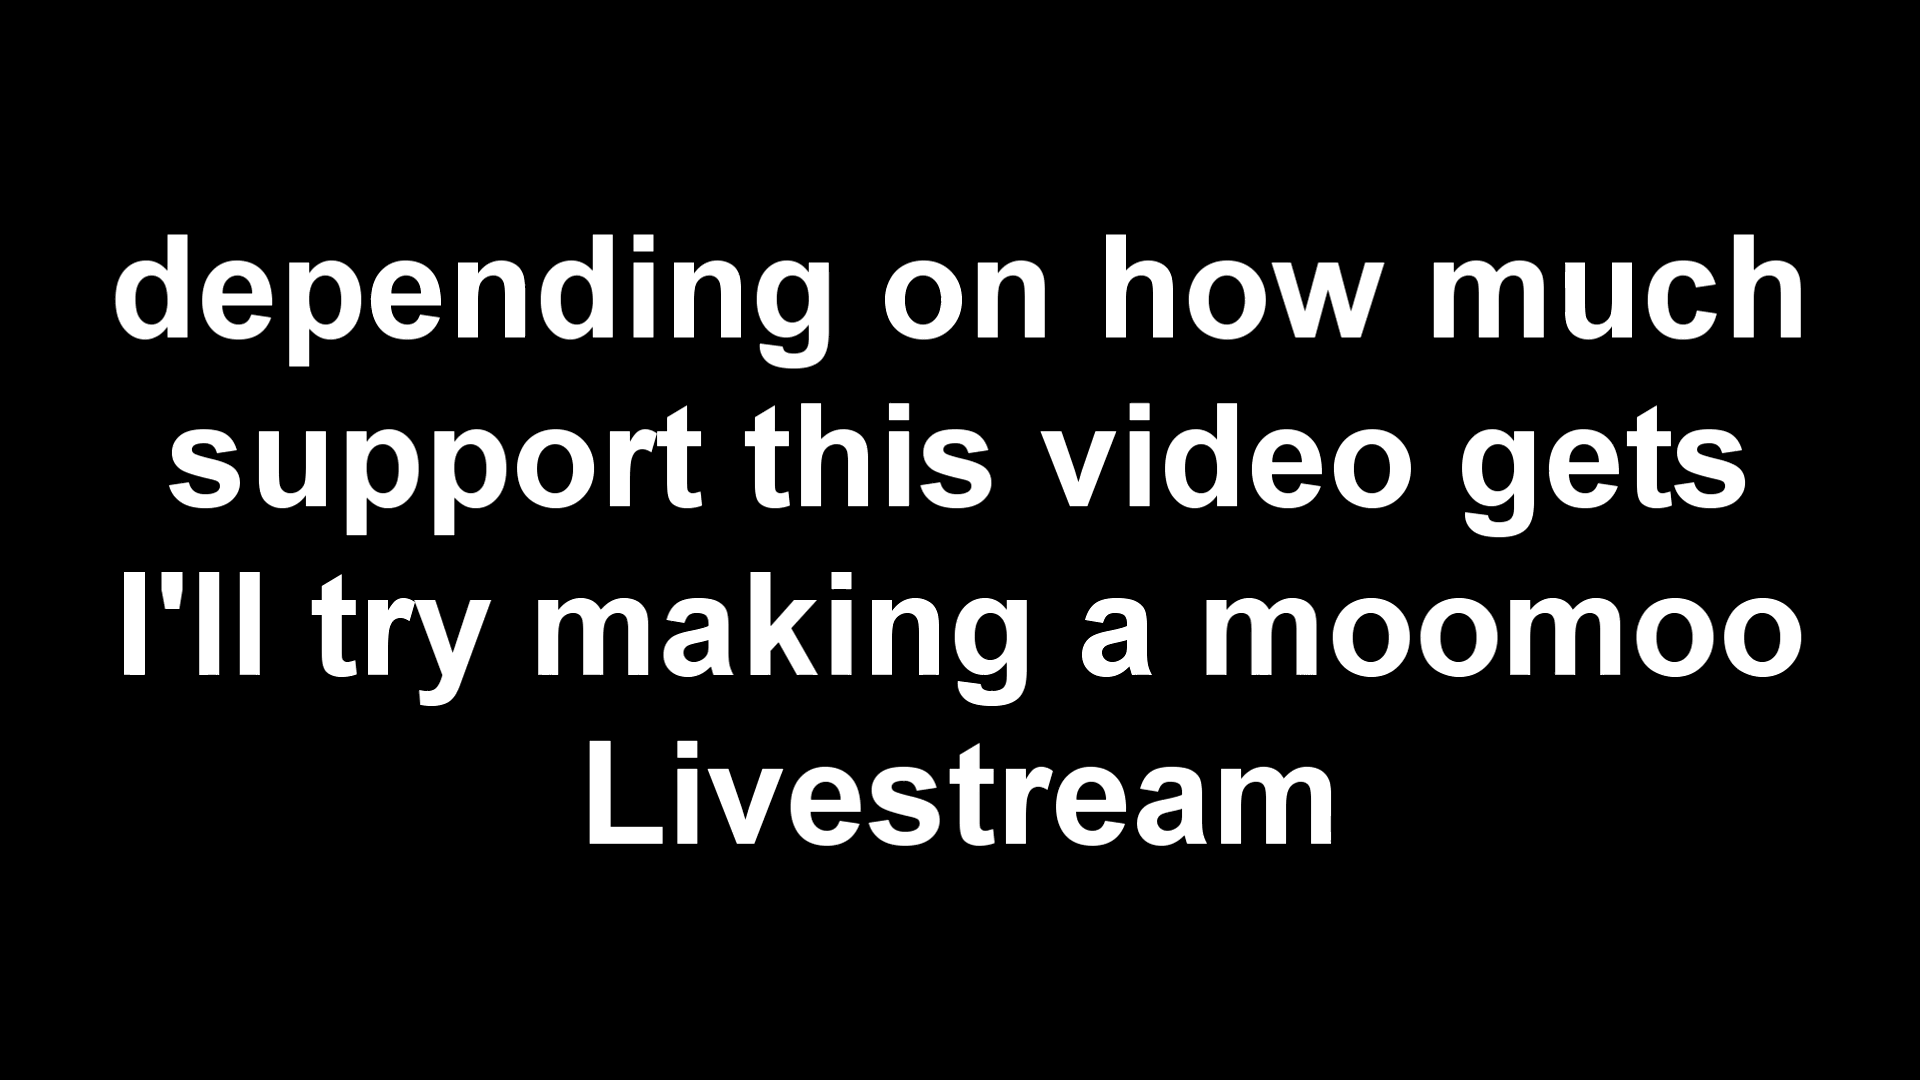 depending on how much
support this video gets
I'll try making a moomoo
Livestream